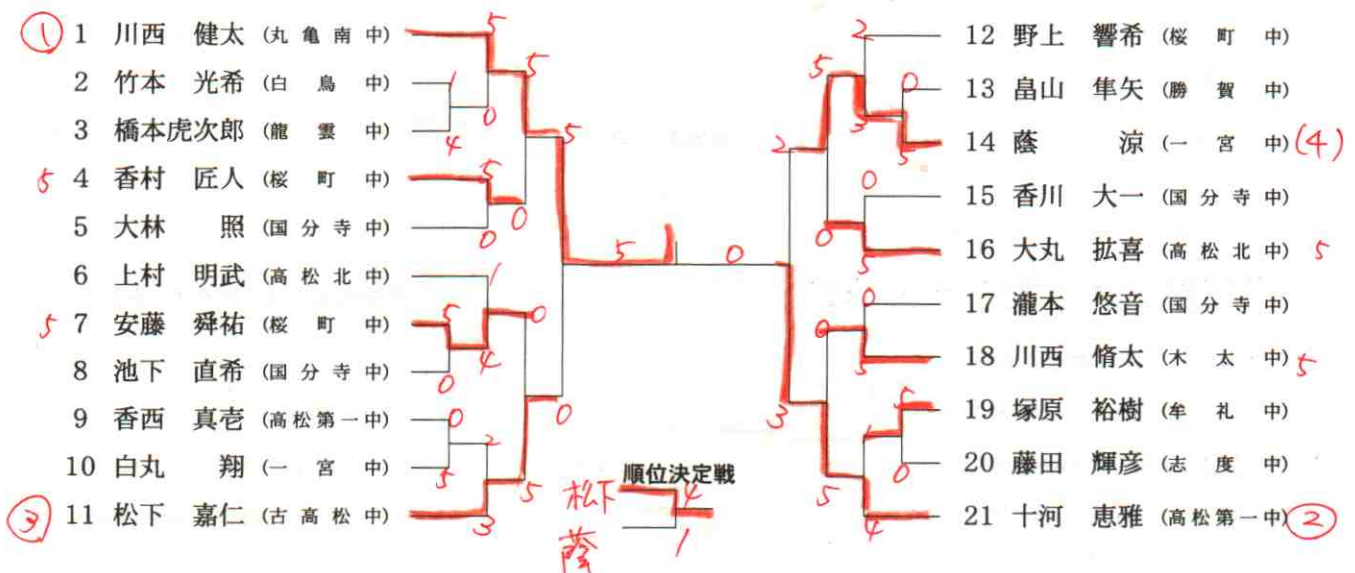 ① 1 川西 健太 (丸亀南中)
2 竹本 光希 (白鳥中)
3 橋本虎次郎 (龍雲中)
5 4 香村 匠人 (桜町中)
5 大林 照 (国分寺中)
6 上村 明武 (高松北中)
5 7 安藤 舜祐 (桜町中)
8 池下 直希 (国分寺中)
9 香西 真壱 (高松第一中)
10 白丸 翔 (一宮中)
③ 11 松下 嘉仁 (古高松中)
5
5
1
0
4
5
5
0
0
1
5
0
0
4
0
0
2
5
5
3
5 0
順位決定戦
松下 4
蔭 1
2
5
0
3
5
2
0
0
5
0
0
5
3
5
1
0
5
4
12 野上 響希 (桜町中)
13 畠山 隼矢 (勝賀中)
14 蔭 涼 (一宮中) (4)
15 香川 大一 (国分寺中)
16 大丸 拡喜 (高松北中) 5
17 瀧本 悠音 (国分寺中)
18 川西 脩太 (木太中) 5
19 塚原 裕樹 (牟礼中)
20 藤田 輝彦 (志度中)
21 十河 恵雅 (高松第一中) ②